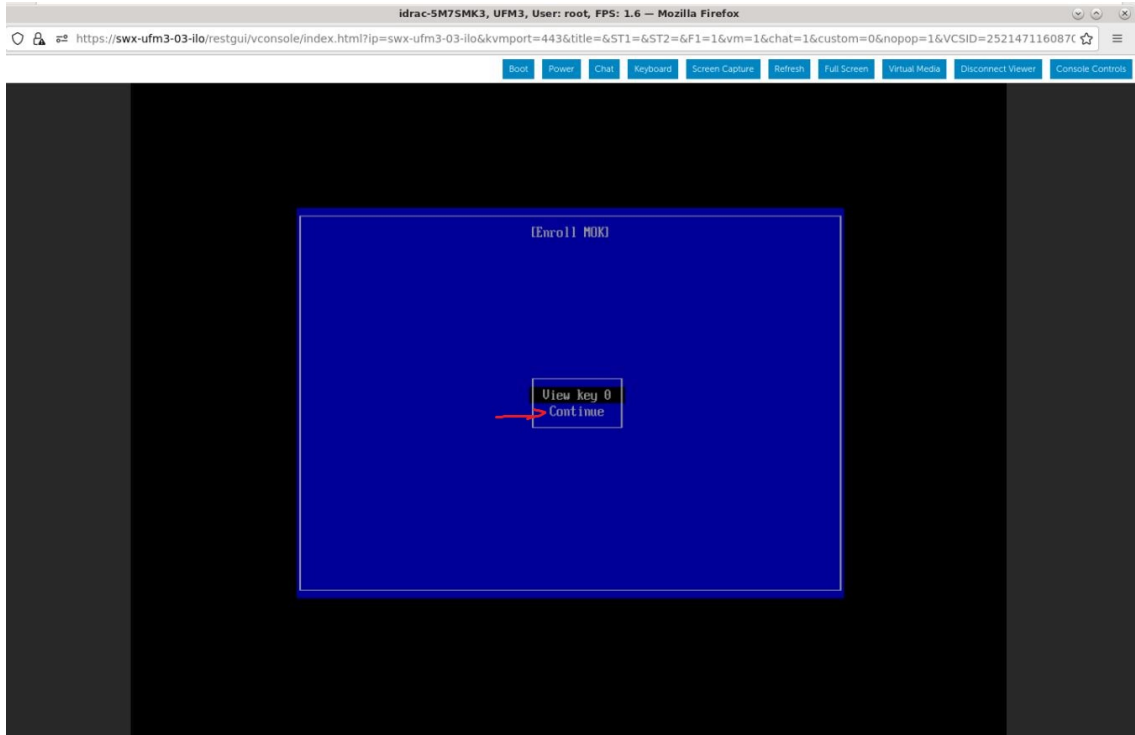 idrac-5M7SMK3, UFM3, User: root, FPS: 1.6 — Mozilla Firefox
https://swx-ufm3-03-ilo/restgui/vconsole/index.html?ip=swx-ufm3-03-ilo&kvmport=443&title=&ST1=&ST2=&F1=1&vm=1&chat=1&custom=0&nopop=1&VCSID=252147116087(
Boot Power Chat Keyboard Screen Capture Refresh Full Screen Virtual Media Disconnect Viewer Console Controls
[Enroll MOK]
View key 0
Continue